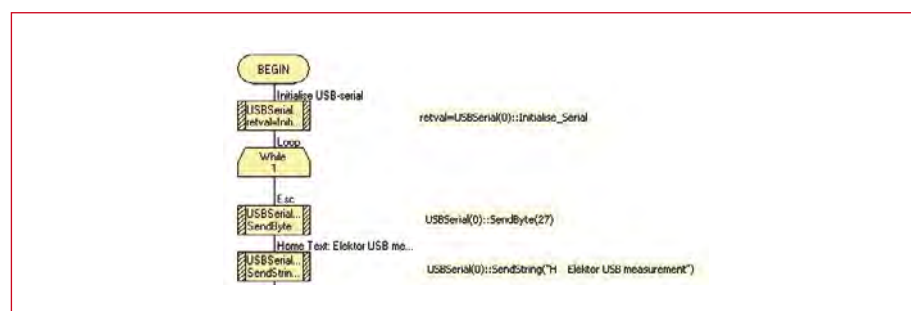 BEGIN
Initialise USB-serial
USBSerial...
retval=Initi...
retval=USBSerial(0)::Initialise_Serial
Loop
While
1
Esc
USBSerial...
SendByte
USBSerial(0)::SendByte(27)
Home Text: Elektor USB me...
USBSerial...
SendStrin...
USBSerial(0)::SendString("H    Elektor USB measurement")